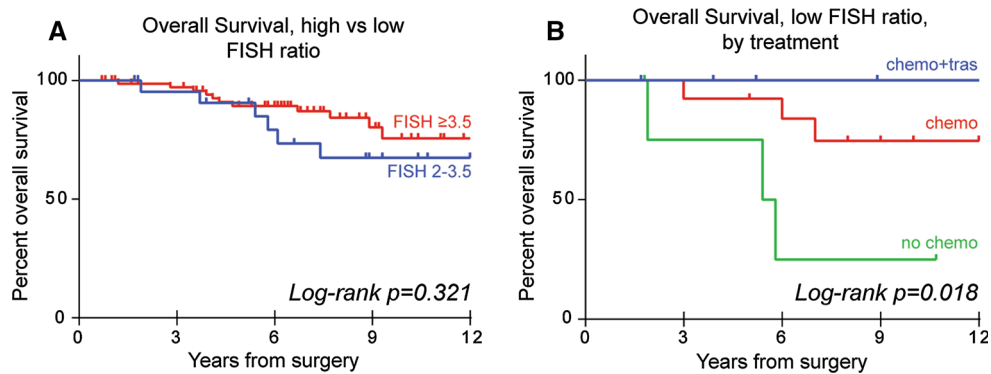 A
Overall Survival, high vs low
FISH ratio
Percent overall survival
100
50
0
FISH ≥3.5
FISH 2-3.5
Log-rank p=0.321
0 3 6 9 12
Years from surgery
B
Overall Survival, low FISH ratio,
by treatment
Percent overall survival
100
50
0
chemo+tras
chemo
no chemo
Log-rank p=0.018
0 3 6 9 12
Years from surgery